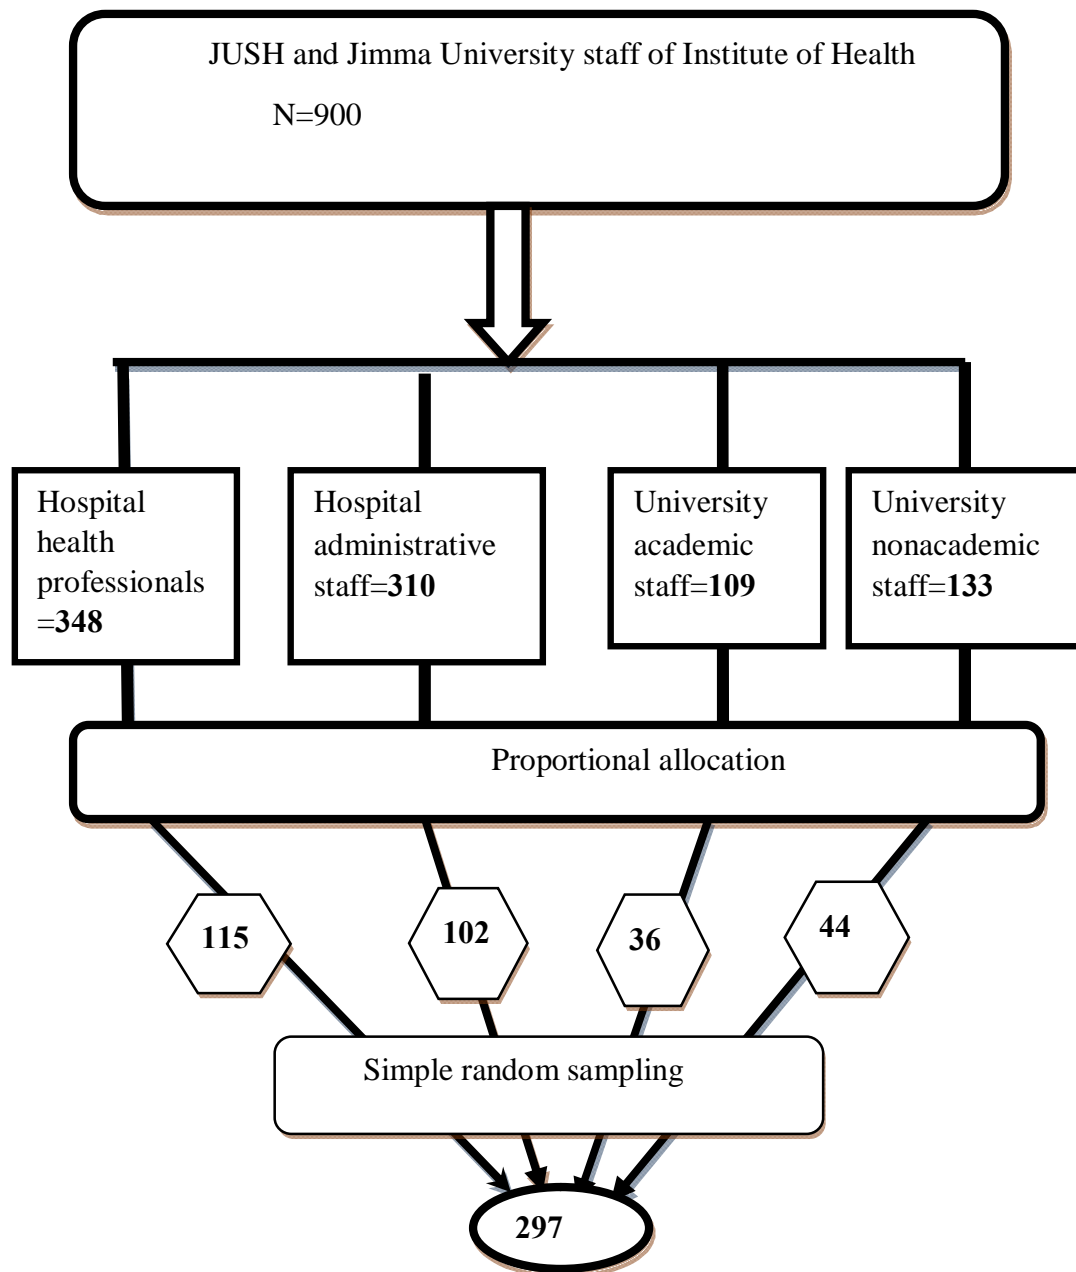 JUSH and Jimma University staff of Institute of Health
N=900
Hospital
health
professionals
=348
Hospital
administrative
staff=310
University
academic
staff=109
University
nonacademic
staff=133
Proportional allocation
115
102
36
44
Simple random sampling
297